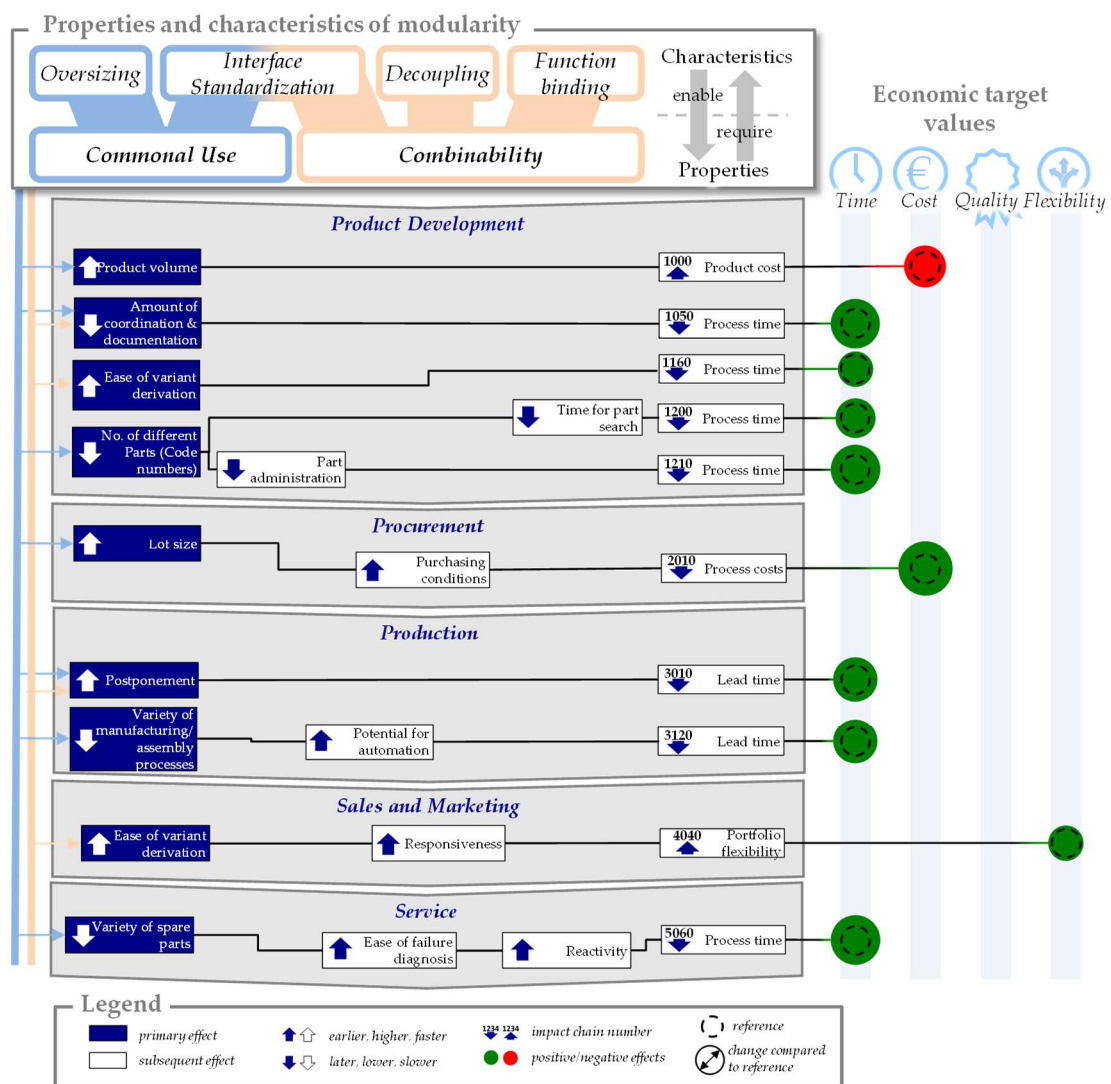 Properties and characteristics of modularity
Oversizing
Interface
Standardization
Decoupling
Function
binding
Characteristics
enable
require
Properties
Commonal Use
Combinability
Economic target
values
€
Time
Cost
Quality
Flexibility
Product Development
Product volume
1000
Product cost
Amount of
coordination &
documentation
1050
Process time
Ease of variant
derivation
1160
Process time
No. of different
Parts (Code
numbers)
Time for part
search
1200
Process time
Part
administration
1210
Process time
Procurement
Lot size
Purchasing
conditions
2010
Process costs
Production
Postponement
3010
Lead time
Variety of
manufacturing/
assembly
processes
Potential for
automation
3120
Lead time
Sales and Marketing
Ease of variant
derivation
Responsiveness
4040
Portfolio
flexibility
Service
Variety of spare
parts
Ease of failure
diagnosis
Reactivity
5060
Process time
Legend
primary effect
subsequent effect
earlier, higher, faster
later, lower, slower
1234 1234
impact chain number
positive/negative effects
reference
change compared
to reference